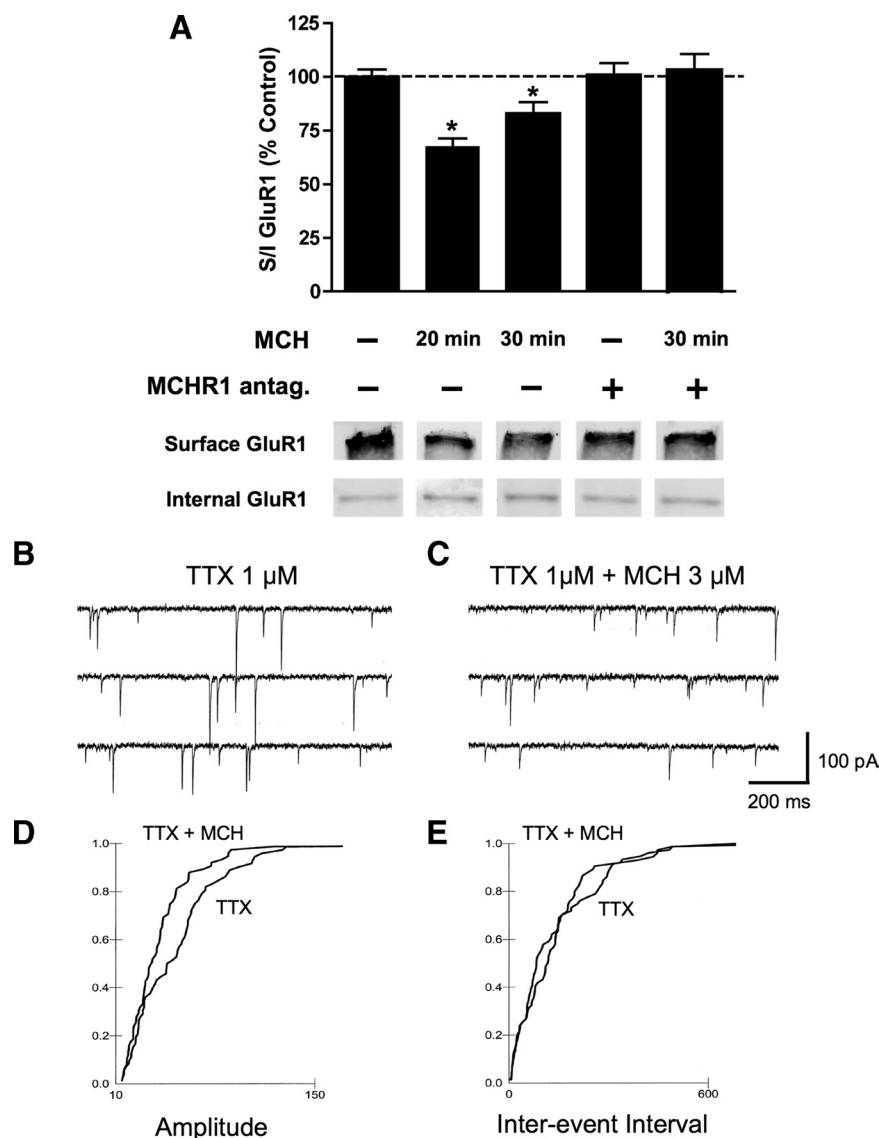 A
S/I GluR1 (% Control)
125
100
75
50
25
0
*
*
MCH − 20 min 30 min − 30 min
MCHR1 antag. − − − + +
Surface GluR1
Internal GluR1
B
TTX 1 µM
C
TTX 1µM + MCH 3 µM
100 pA
200 ms
D
TTX + MCH
TTX
1.0
0.8
0.6
0.4
0.2
0.0
10
150
Amplitude
E
TTX + MCH
TTX
1.0
0.8
0.6
0.4
0.2
0.0
0
600
Inter-event Interval